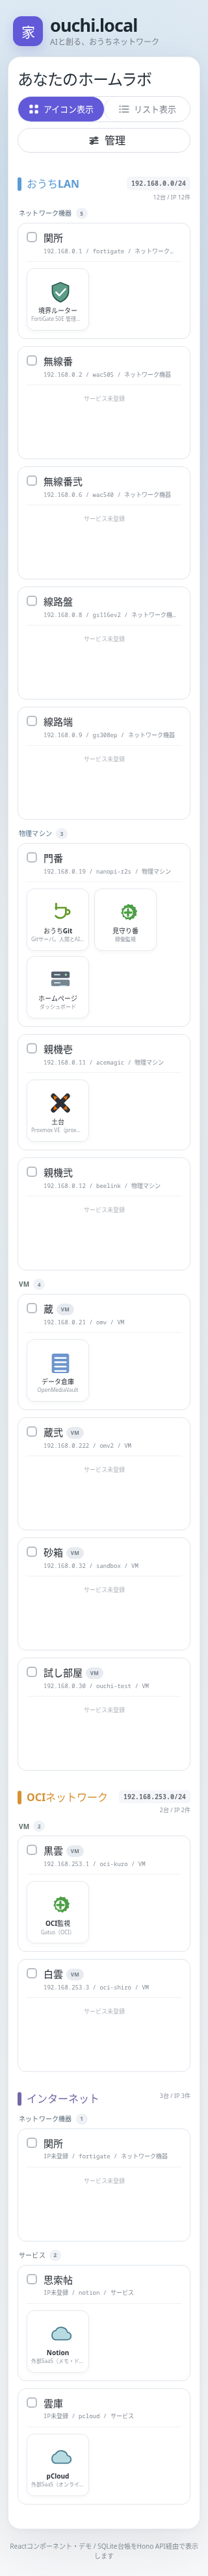 家
ouchi.local
AIと創る、おうちネットワーク
あなたのホームラボ
アイコン表示
リスト表示
管理
おうちLAN
192.168.0.0/24
12台 / IP 12件
ネットワーク機器 5
関所
192.168.0.1 / fortigate / ネットワーク…
境界ルーター
FortiGate 50E 管理…
無線番
192.168.0.2 / wac505 / ネットワーク機器
サービス未登録
無線番弐
192.168.0.6 / wac540 / ネットワーク機器
サービス未登録
線路盤
192.168.0.8 / gs116ev2 / ネットワーク機…
サービス未登録
線路端
192.168.0.9 / gs308ep / ネットワーク機器
サービス未登録
物理マシン 3
門番
192.168.0.19 / nanopi-r2s / 物理マシン
おうちGit
Gitサーバ。人間とAI…
見守り番
稼働監視
ホームページ
ダッシュボード
親機壱
192.168.0.11 / acemagic / 物理マシン
土台
Proxmox VE（prox…
親機弐
192.168.0.12 / beelink / 物理マシン
サービス未登録
VM 4
蔵 VM
192.168.0.21 / omv / VM
データ倉庫
OpenMediaVault
蔵弐 VM
192.168.0.222 / omv2 / VM
サービス未登録
砂箱 VM
192.168.0.32 / sandbox / VM
サービス未登録
試し部屋 VM
192.168.0.30 / ouchi-test / VM
サービス未登録
OCIネットワーク
192.168.253.0/24
2台 / IP 2件
VM 2
黒雲 VM
192.168.253.1 / oci-kuro / VM
OCI監視
Gatus（OCI）
白雲 VM
192.168.253.3 / oci-shiro / VM
サービス未登録
インターネット
3台 / IP 3件
ネットワーク機器 1
関所
IP未登録 / fortigate / ネットワーク機器
サービス未登録
サービス 2
思索帖
IP未登録 / notion / サービス
Notion
外部SaaS（メモ・ド…
雲庫
IP未登録 / pcloud / サービス
pCloud
外部SaaS（オンライ…
Reactコンポーネント・デモ / SQLite台帳をHono API経由で表示
します